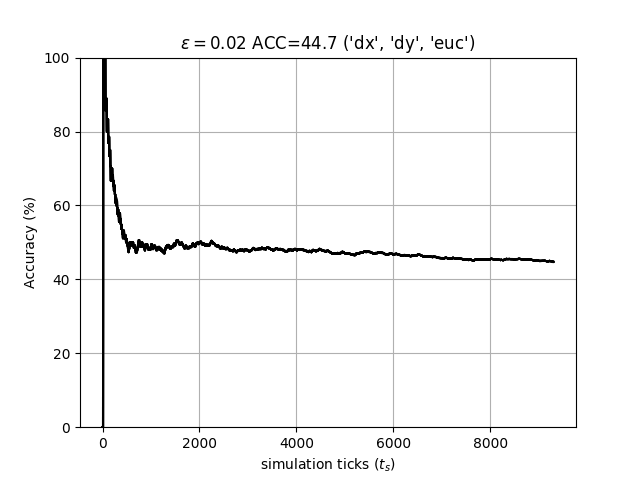 ε = 0.02 ACC=44.7 ('dx', 'dy', 'euc')
100
80
60
40
20
0
Accuracy (%)
0 2000 4000 6000 8000
simulation ticks (tₛ)